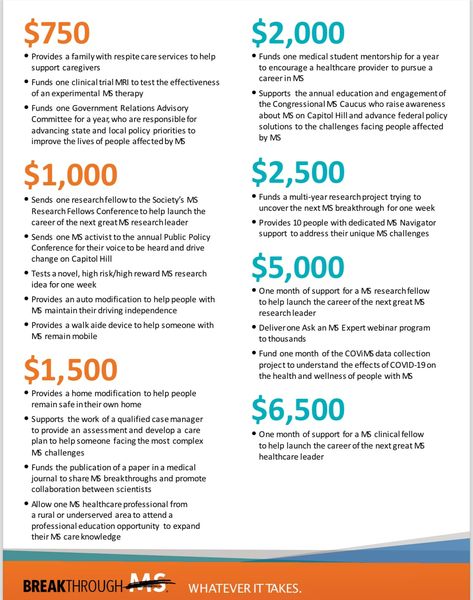 $750
• Provides a family with respite care services to help
support caregivers
• Funds one clinical trial MRI to test the effectiveness
of an experimental MS therapy
• Funds one Government Relations Advisory
Committee for a year, who are responsible for
advancing state and local policy priorities to
improve the lives of people affected by MS
$1,000
• Sends one research fellow to the Society's MS
Research Fellows Conference to help launch the
career of the next great MS research leader
• Sends one MS activist to the annual Public Policy
Conference for their voice to be heard and drive
change on Capitol Hill
• Tests a novel, high risk/high reward MS research
idea for one week
• Provides an auto modification to help people with
MS maintain their driving independence
• Provides a walk aide device to help someone with
MS remain mobile
$1,500
• Provides a home modification to help people
remain safe in their own home
• Supports the work of a qualified case manager
to provide an assessment and develop a care
plan to help someone facing the most complex
MS challenges
• Funds the publication of a paper in a medical
journal to share MS breakthroughs and promote
collaboration between scientists
• Allow one MS healthcare professional from
a rural or underserved area to attend a
professional education opportunity to expand
their MS care knowledge
$2,000
• Funds one medical student mentorship for a year
to encourage a healthcare provider to pursue a
career in MS
• Supports the annual education and engagement of
the Congressional MS Caucus who raise awareness
about MS on Capitol Hill and advance federal policy
solutions to the challenges facing people affected
by MS
$2,500
• Funds a multi-year research project trying to
uncover the next MS breakthrough for one week
• Provides 10 people with dedicated MS Navigator
support to address their unique MS challenges
$5,000
• One month of support for a MS research fellow
to help launch the career of the next great MS
research leader
• Deliver one Ask an MS Expert webinar program
to thousands
• Fund one month of the COViMS data collection
project to understand the effects of COVID-19 on
the health and wellness of people with MS
$6,500
• One month of support for a MS clinical fellow
to help launch the career of the next great MS
healthcare leader
BREAKTHROUGH MS. WHATEVER IT TAKES.